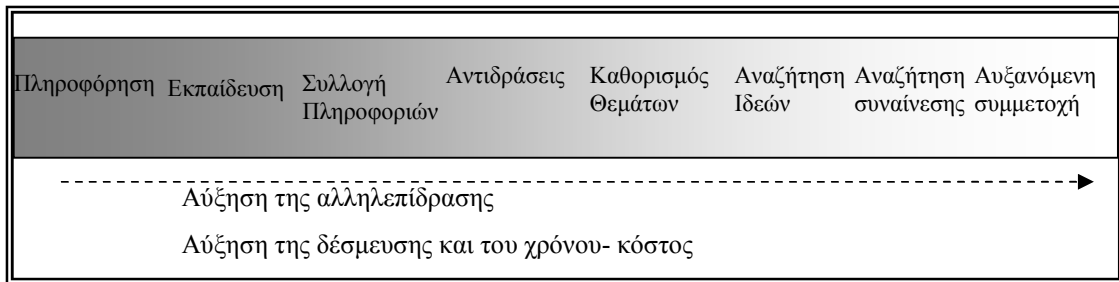 Πληροφόρηση
Εκπαίδευση
Συλλογή
Πληροφοριών
Αντιδράσεις
Καθορισμός
Θεμάτων
Αναζήτηση
Ιδεών
Αναζήτηση
συναίνεσης
Αυξανόμενη
συμμετοχή
Αύξηση της αλληλεπίδρασης
Αύξηση της δέσμευσης και του χρόνου- κόστος